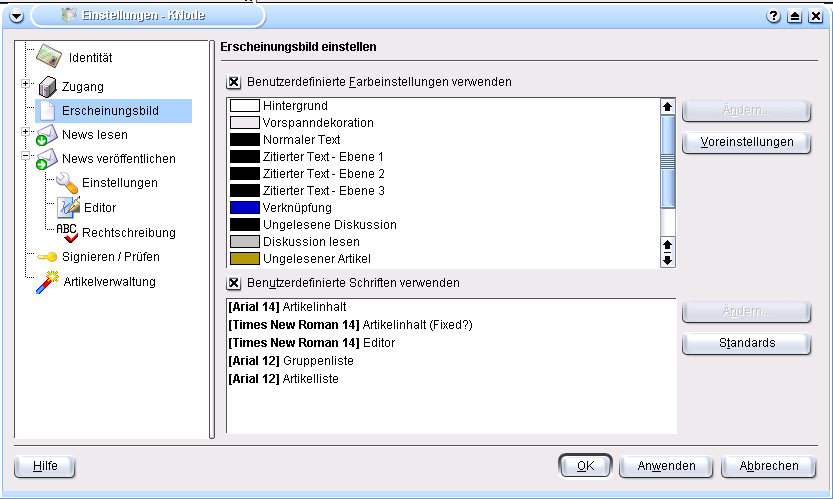 Einstellungen - KNode
Identität
Zugang
Erscheinungsbild
News lesen
News veröffentlichen
Einstellungen
Editor
ABC
Rechtschreibung
Signieren / Prüfen
Artikelverwaltung
Erscheinungsbild einstellen
Benutzerdefinierte Farbeinstellungen verwenden
Hintergrund
Vorspanndekoration
Normaler Text
Zitierter Text - Ebene 1
Zitierter Text - Ebene 2
Zitierter Text - Ebene 3
Verknüpfung
Ungelesene Diskussion
Diskussion lesen
Ungelesener Artikel
Ändern...
Voreinstellungen
Benutzerdefinierte Schriften verwenden
[Arial 14] Artikelinhalt
[Times New Roman 14] Artikelinhalt (Fixed?)
[Times New Roman 14] Editor
[Arial 12] Gruppenliste
[Arial 12] Artikelliste
Ändern...
Standards
Hilfe
OK
Anwenden
Abbrechen